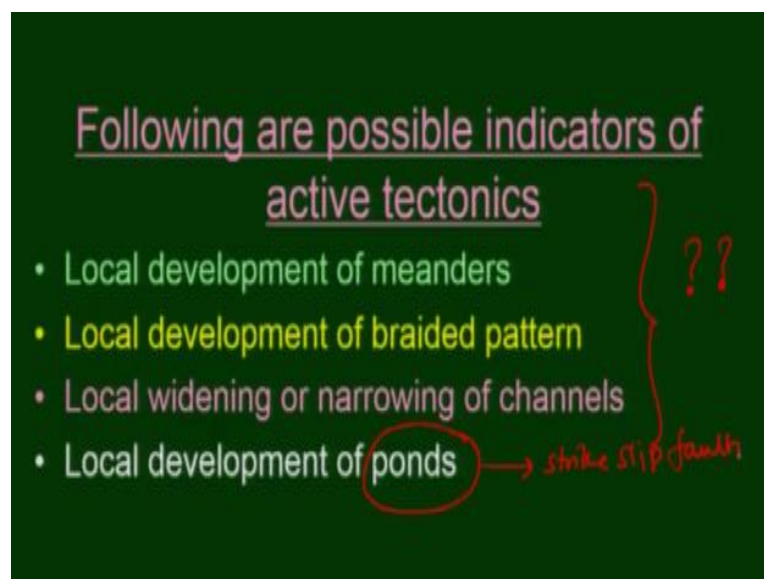 Following are possible indicators of
active tectonics
• Local development of meanders
• Local development of braided pattern
• Local widening or narrowing of channels
• Local development of ponds → strike slip faults
??